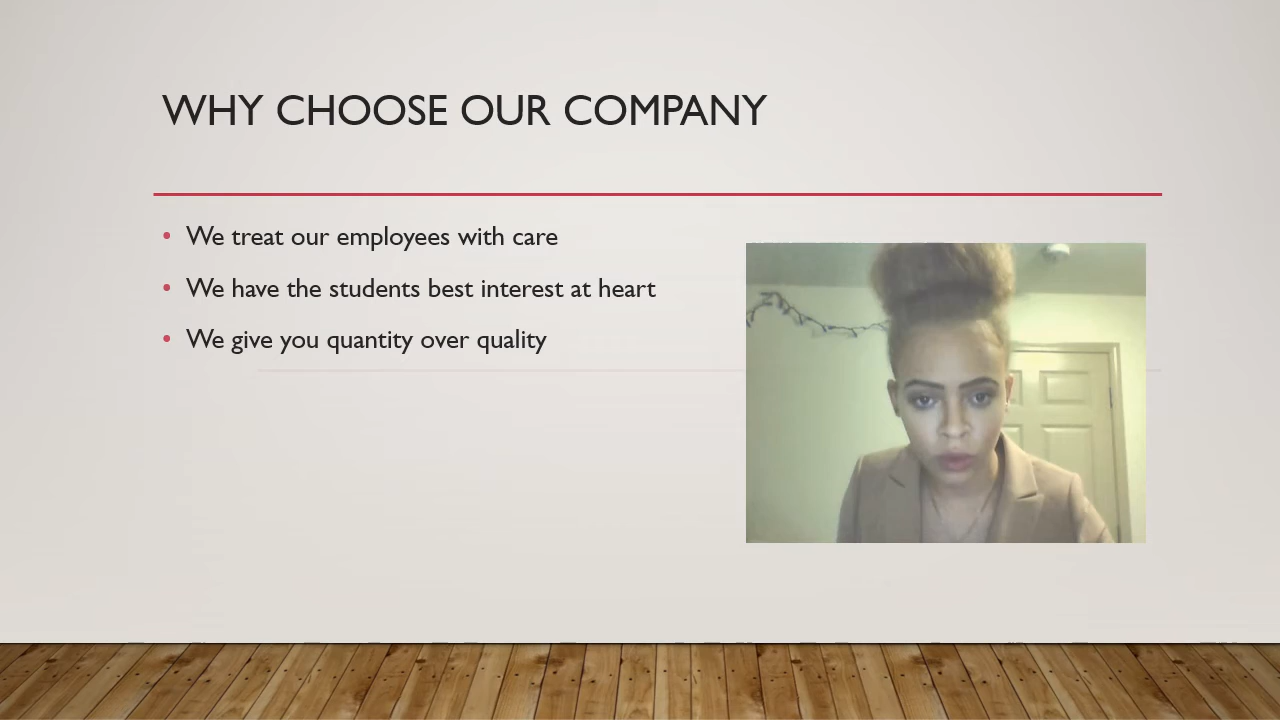 WHY CHOOSE OUR COMPANY
We treat our employees with care
We have the students best interest at heart
We give you quantity over quality